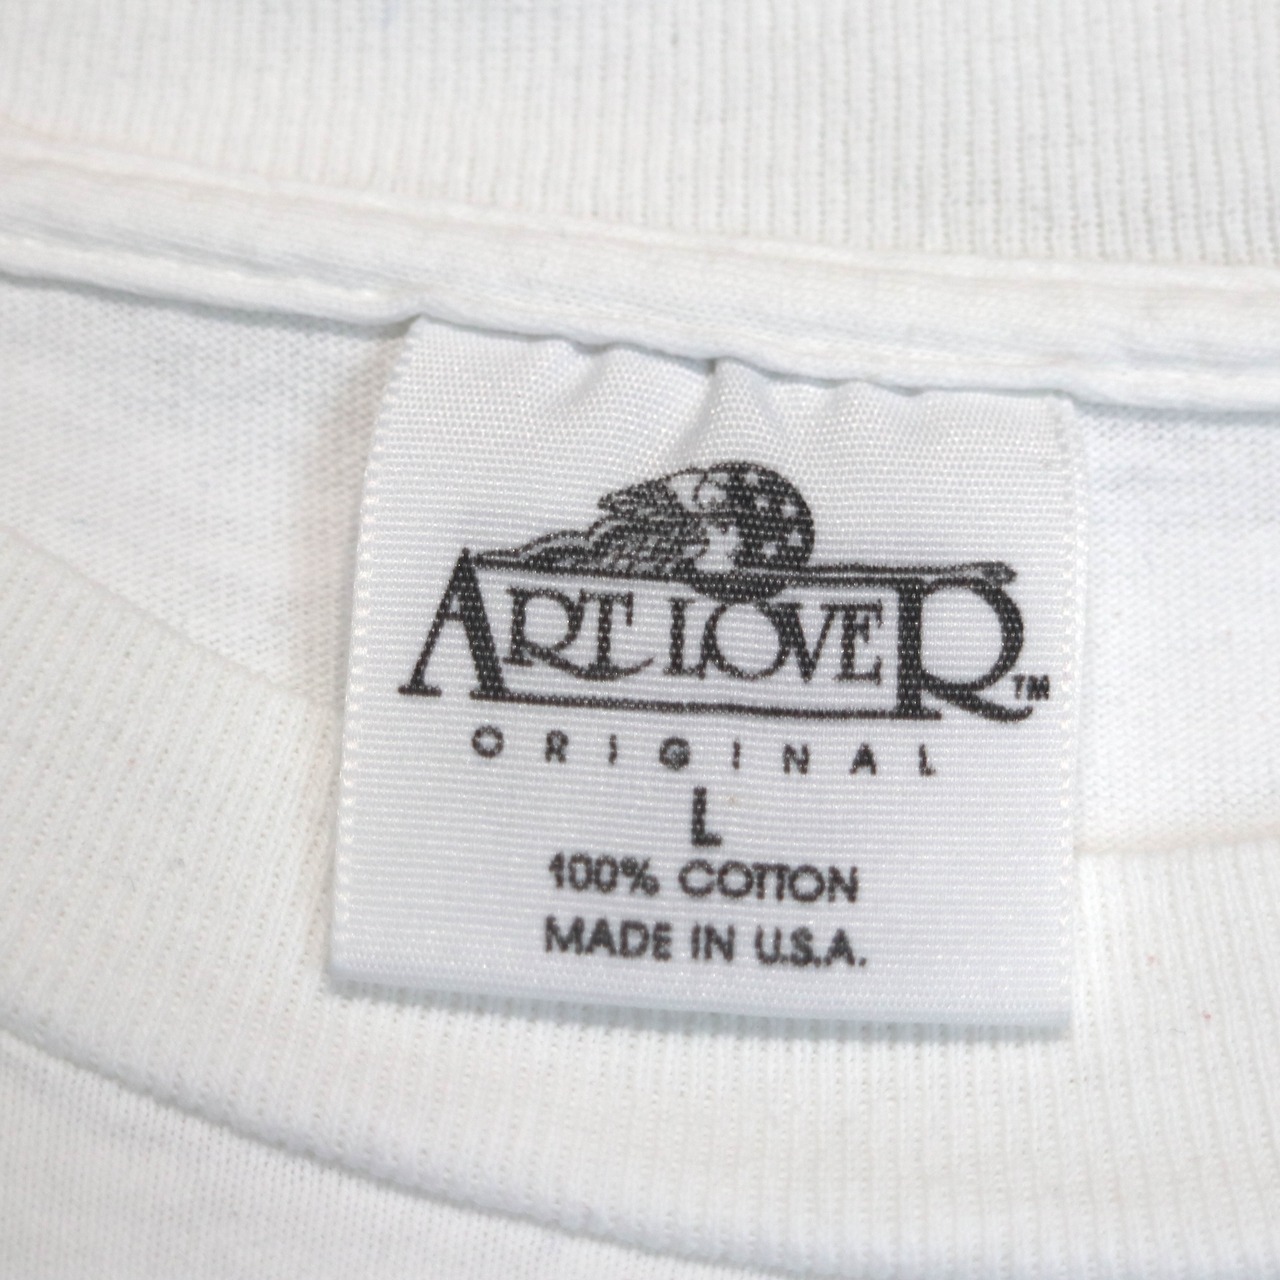 ART LOVER™
ORIGINAL
L
100% COTTON
MADE IN U.S.A.